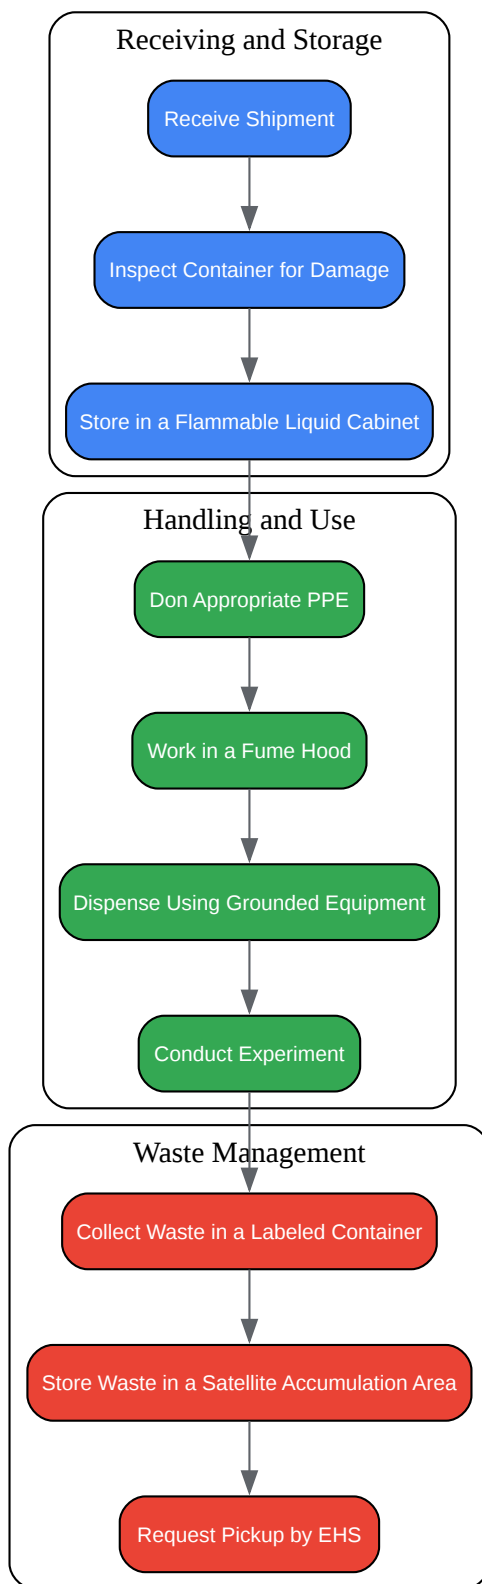 Receiving and Storage
Receive Shipment
Inspect Container for Damage
Store in a Flammable Liquid Cabinet
Handling and Use
Don Appropriate PPE
Work in a Fume Hood
Dispense Using Grounded Equipment
Conduct Experiment
Waste Management
Collect Waste in a Labeled Container
Store Waste in a Satellite Accumulation Area
Request Pickup by EHS